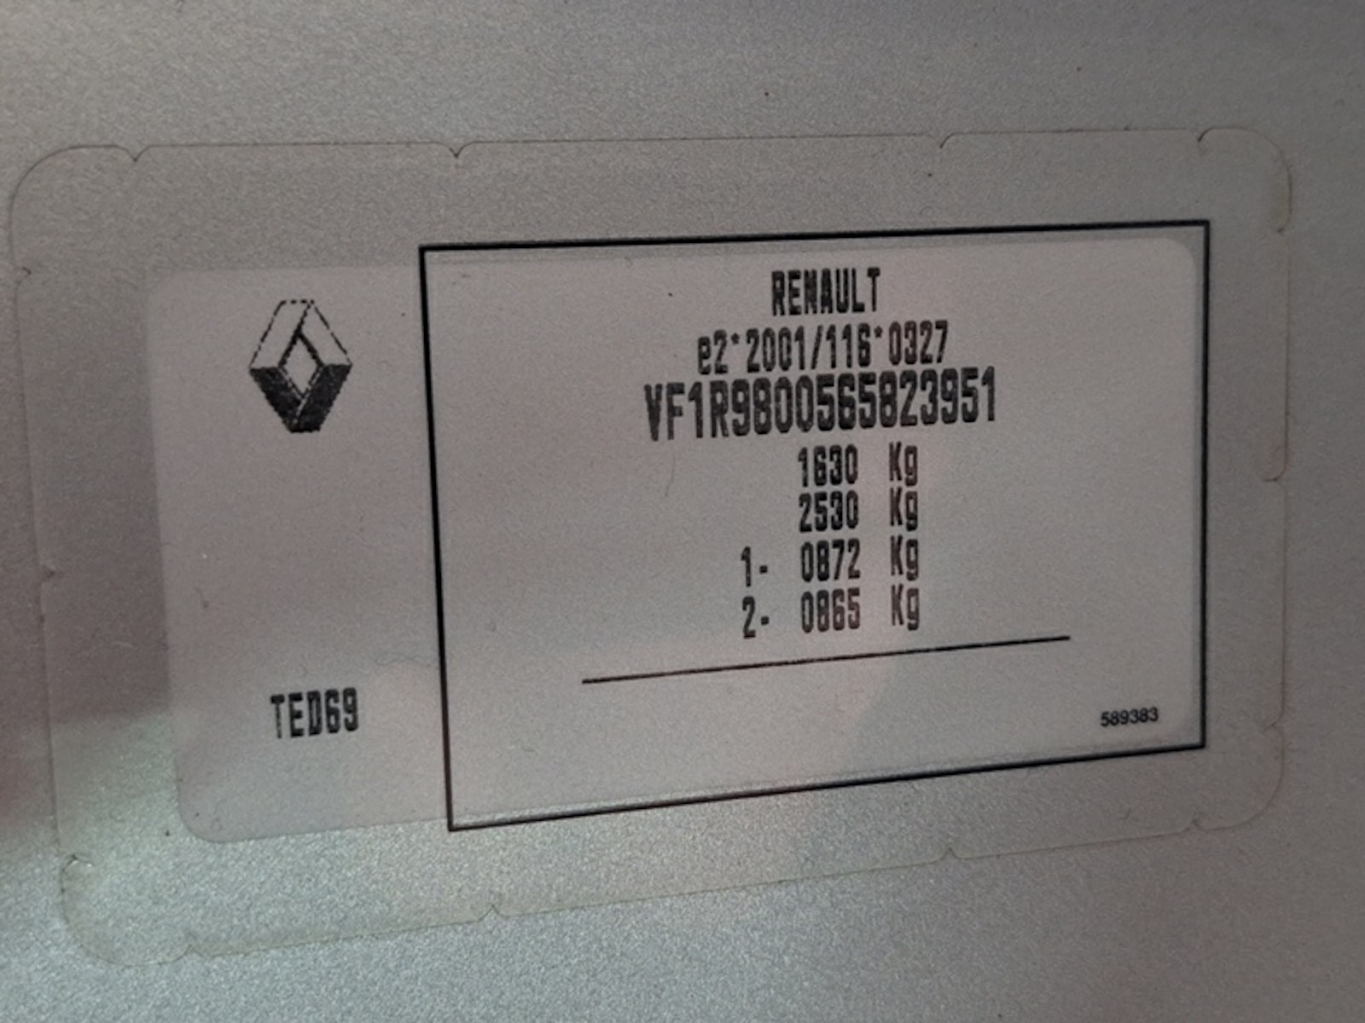 RENAULT
e2*2001/116*0327
VF1R9800565823951
1630 Kg
2530 Kg
1- 0872 Kg
2- 0865 Kg
TED69
589383